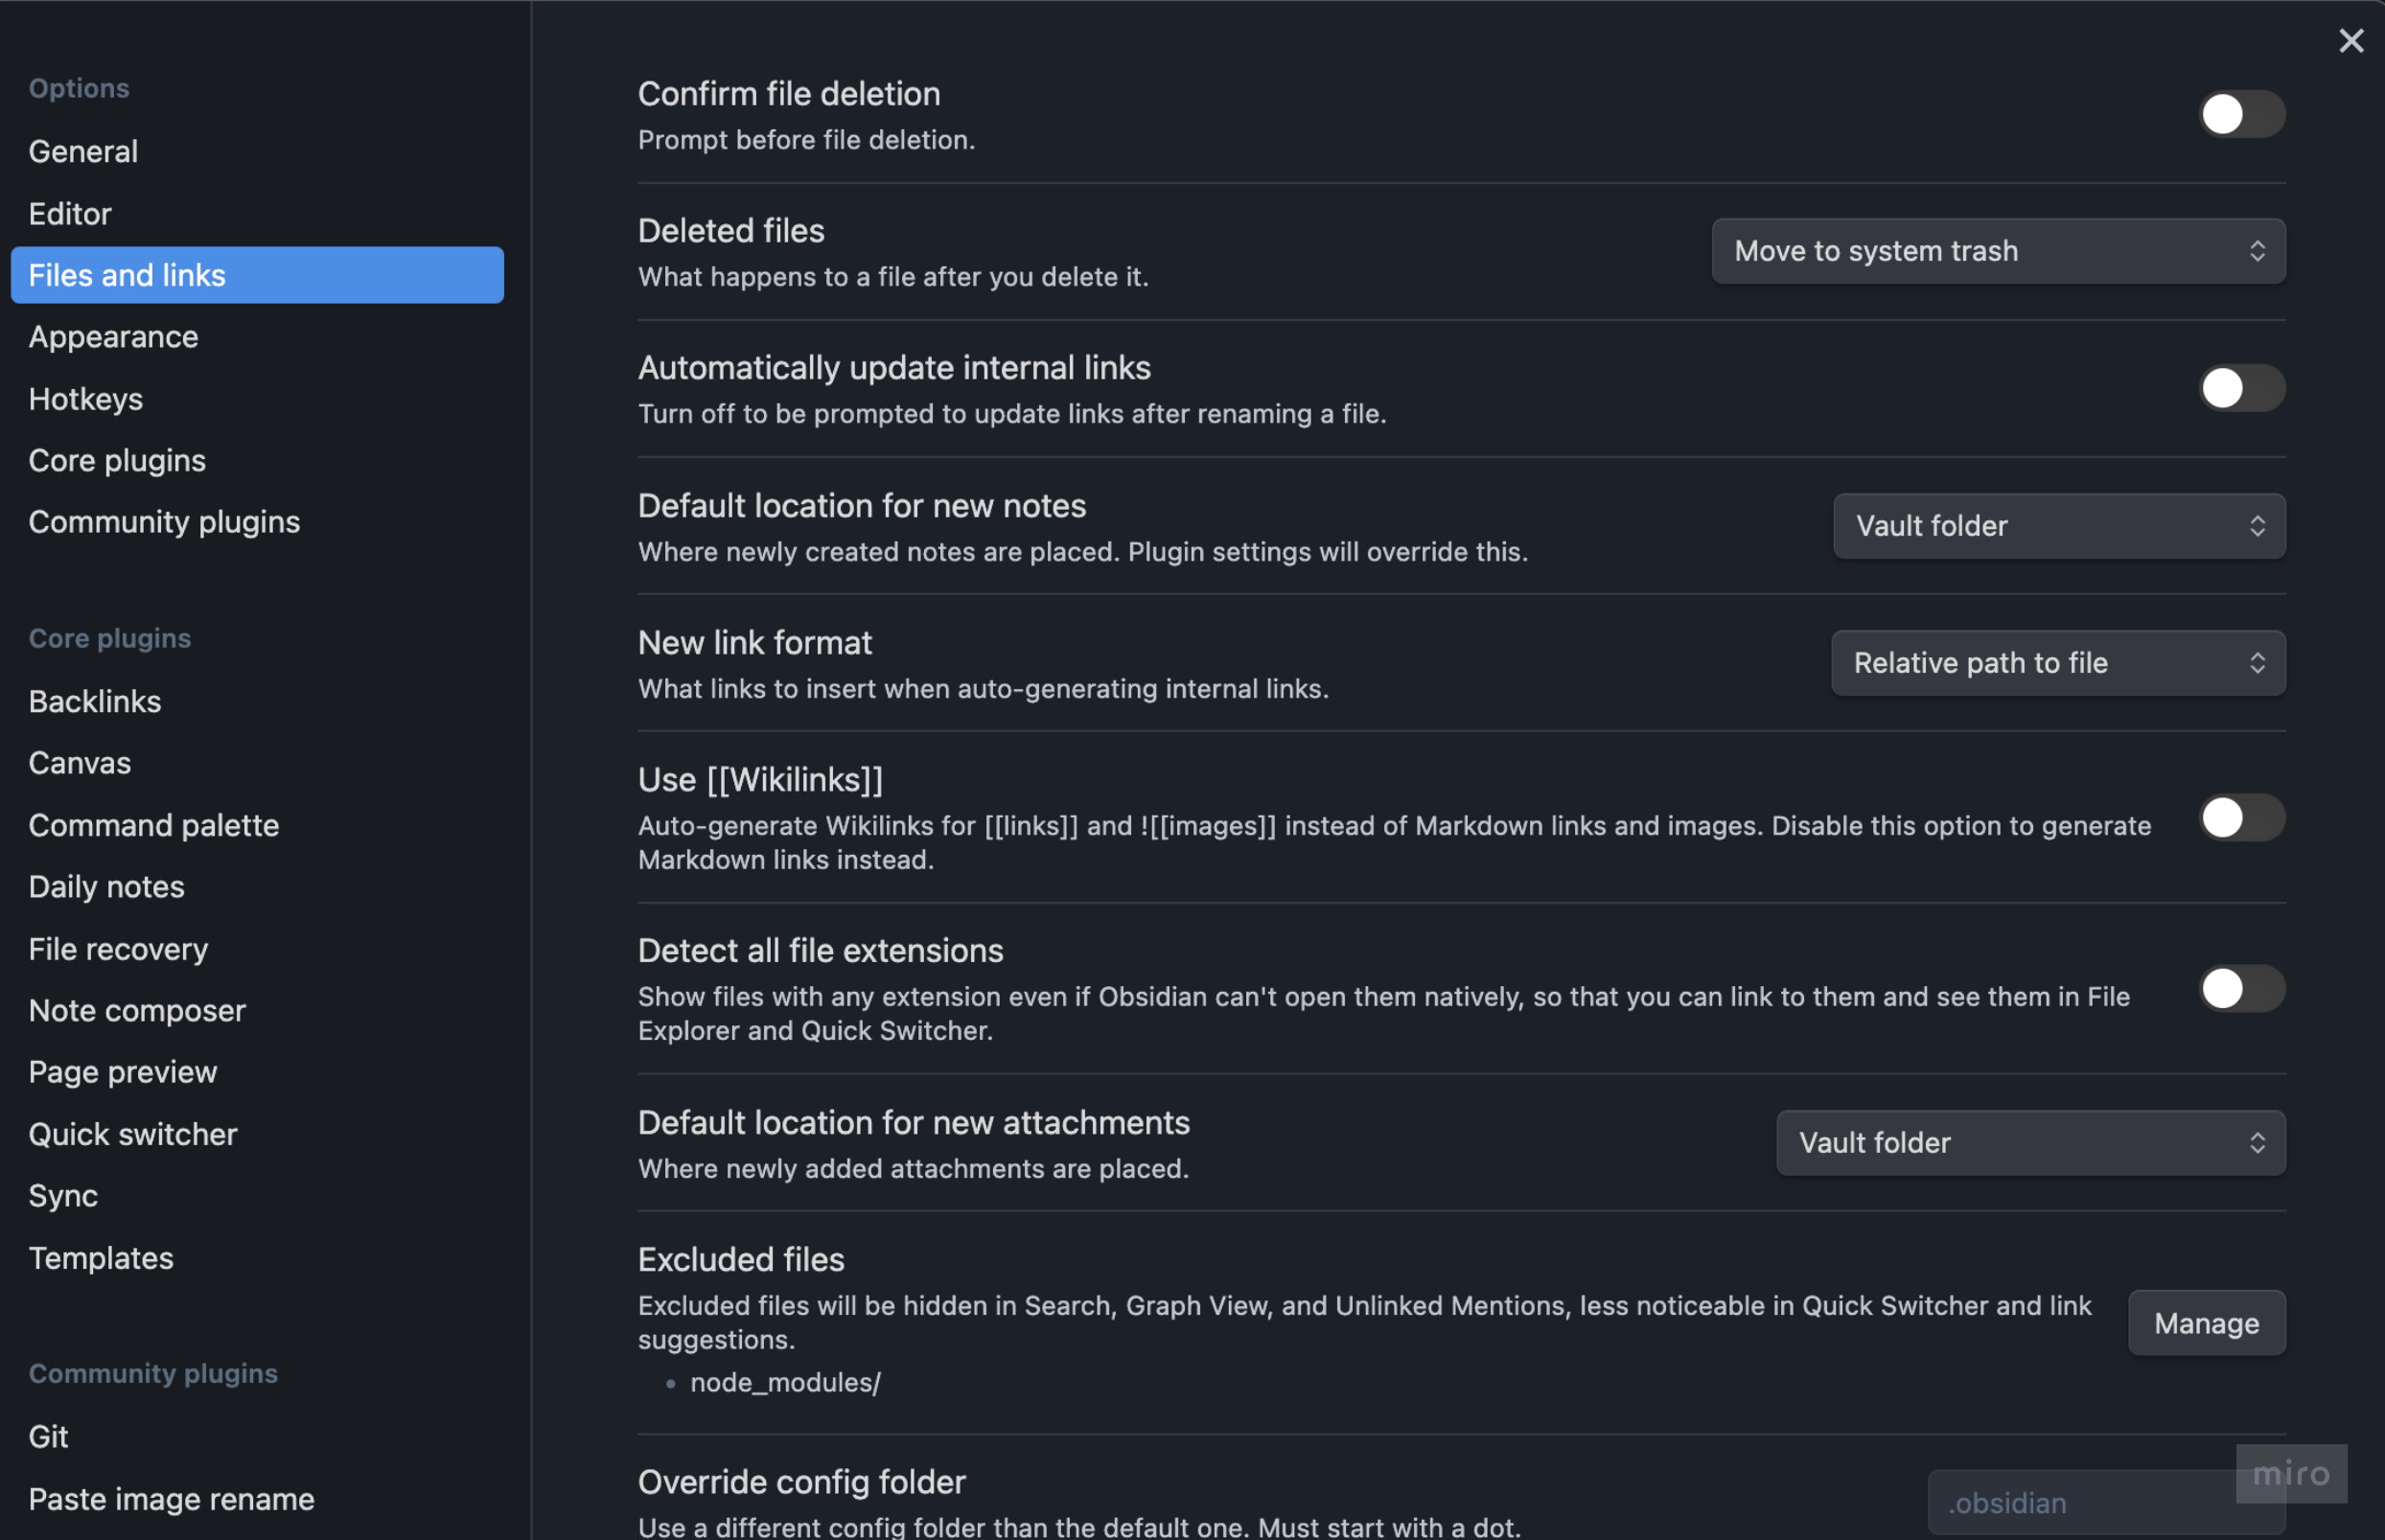 Options
General
Editor
Files and links
Appearance
Hotkeys
Core plugins
Community plugins
Core plugins
Backlinks
Canvas
Command palette
Daily notes
File recovery
Note composer
Page preview
Quick switcher
Sync
Templates
Community plugins
Git
Paste image rename
Confirm file deletion
Prompt before file deletion.
Deleted files
What happens to a file after you delete it.
Move to system trash
Automatically update internal links
Turn off to be prompted to update links after renaming a file.
Default location for new notes
Where newly created notes are placed. Plugin settings will override this.
Vault folder
New link format
What links to insert when auto-generating internal links.
Relative path to file
Use [[Wikilinks]]
Auto-generate Wikilinks for [[links]] and ![[images]] instead of Markdown links and images. Disable this option to generate
Markdown links instead.
Detect all file extensions
Show files with any extension even if Obsidian can't open them natively, so that you can link to them and see them in File
Explorer and Quick Switcher.
Default location for new attachments
Where newly added attachments are placed.
Vault folder
Excluded files
Excluded files will be hidden in Search, Graph View, and Unlinked Mentions, less noticeable in Quick Switcher and link
suggestions.
• node_modules/
Manage
Override config folder
Use a different config folder than the default one. Must start with a dot.
.obsidian
miro